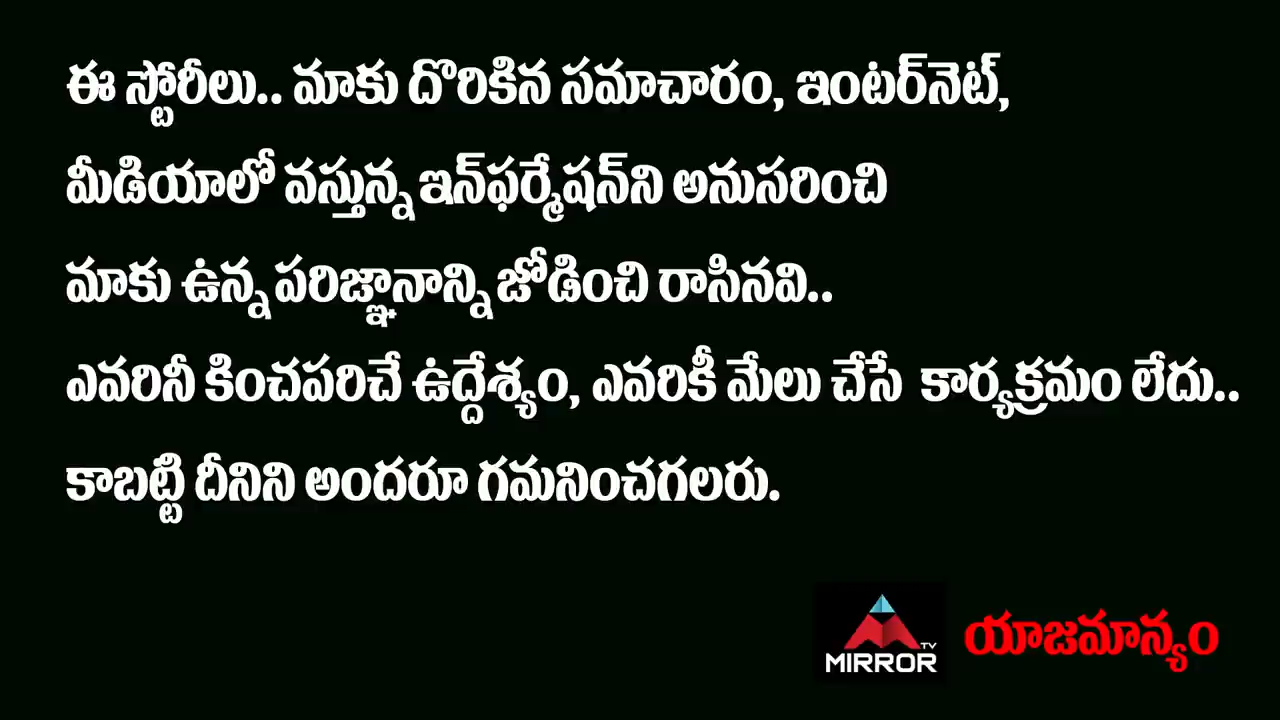 ఈ స్టోరీలు.. మాకు దొరికిన సమాచారం, ఇంటర్‌నెట్,
మీడియాలో వస్తున్న ఇన్‌ఫర్మేషన్‌ని అనుసరించి
మాకు ఉన్న పరిజ్ఞానాన్ని జోడించి రాసినవి..
ఎవరినీ కించపరిచే ఉద్దేశ్యం, ఎవరికీ మేలు చేసే కార్యక్రమం లేదు..
కాబట్టి దీనిని అందరూ గమనించగలరు.
TV
MIRROR
యాజమాన్యం